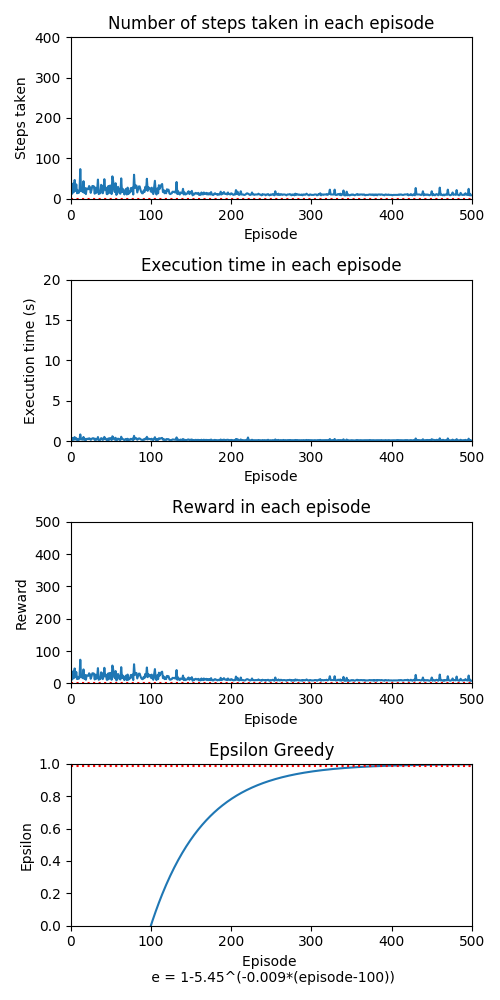 Number of steps taken in each episode
400
300
200
100
0
Steps taken
0 100 200 300 400 500
Episode
Execution time in each episode
20
15
10
5
0
Execution time (s)
0 100 200 300 400 500
Episode
Reward in each episode
500
400
300
200
100
0
Reward
0 100 200 300 400 500
Episode
Epsilon Greedy
1.0
0.8
0.6
0.4
0.2
0.0
Epsilon
0 100 200 300 400 500
Episode
e = 1-5.45^(-0.009*(episode-100))